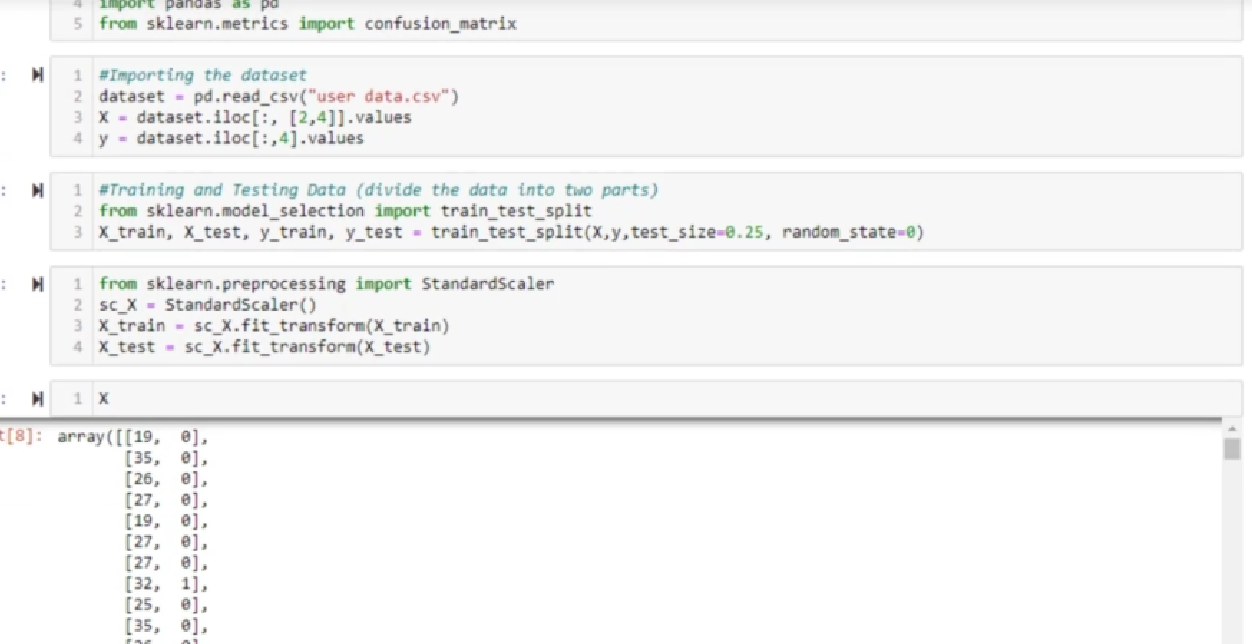 4 import pandas as pd
5 from sklearn.metrics import confusion_matrix
: 1 #Importing the dataset
2 dataset = pd.read_csv("user data.csv")
3 X = dataset.iloc[:, [2,4]].values
4 y = dataset.iloc[:,4].values
: 1 #Training and Testing Data (divide the data into two parts)
2 from sklearn.model_selection import train_test_split
3 X_train, X_test, y_train, y_test = train_test_split(X,y,test_size=0.25, random_state=0)
: 1 from sklearn.preprocessing import StandardScaler
2 sc_X = StandardScaler()
3 X_train = sc_X.fit_transform(X_train)
4 X_test = sc_X.fit_transform(X_test)
: 1 X
t[8]: array([[19, 0],
[35, 0],
[26, 0],
[27, 0],
[19, 0],
[27, 0],
[27, 0],
[32, 1],
[25, 0],
[35, 0],